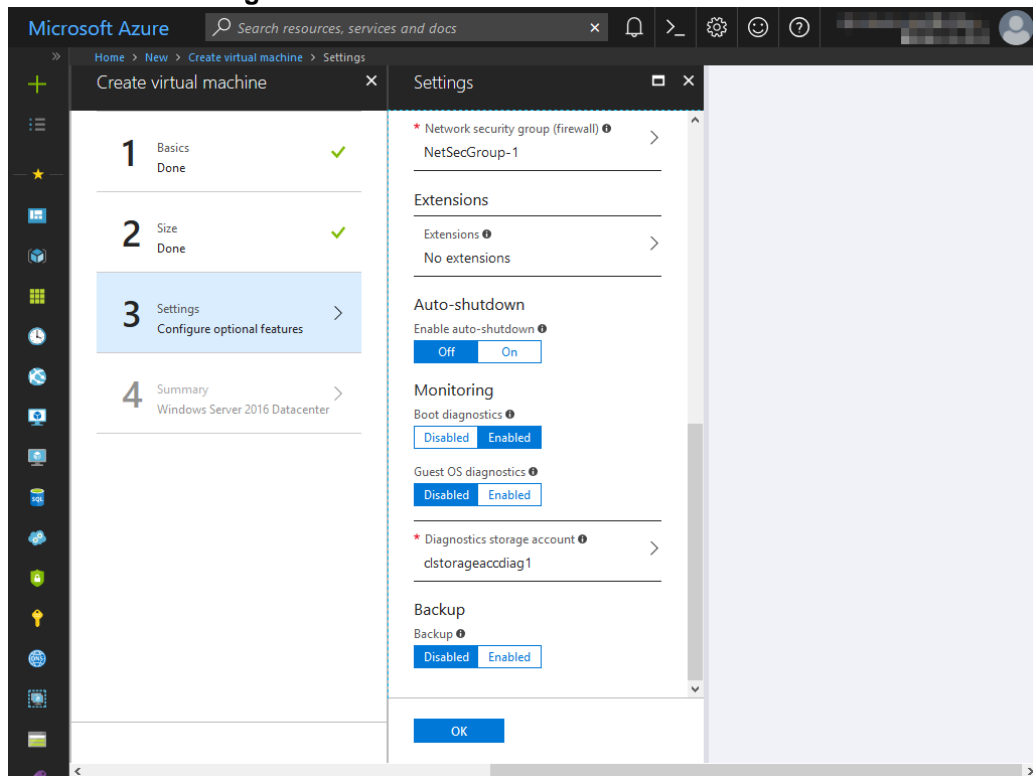 Microsoft Azure
Search resources, services and docs
Home > New > Create virtual machine > Settings
Create virtual machine
1
Basics
Done
2
Size
Done
3
Settings
Configure optional features
4
Summary
Windows Server 2016 Datacenter
Settings
* Network security group (firewall)
NetSecGroup-1
Extensions
Extensions
No extensions
Auto-shutdown
Enable auto-shutdown
Off On
Monitoring
Boot diagnostics
Disabled Enabled
Guest OS diagnostics
Disabled Enabled
* Diagnostics storage account
clstorageaccdiag1
Backup
Backup
Disabled Enabled
OK
SQL
DNS